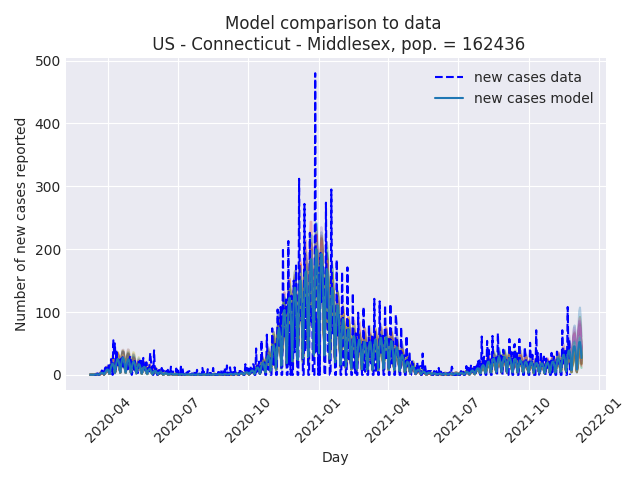 Model comparison to data
US - Connecticut - Middlesex, pop. = 162436
new cases data
new cases model
Number of new cases reported
500
400
300
200
100
0
2020-04
2020-07
2020-10
2021-01
2021-04
2021-07
2021-10
2022-01
Day